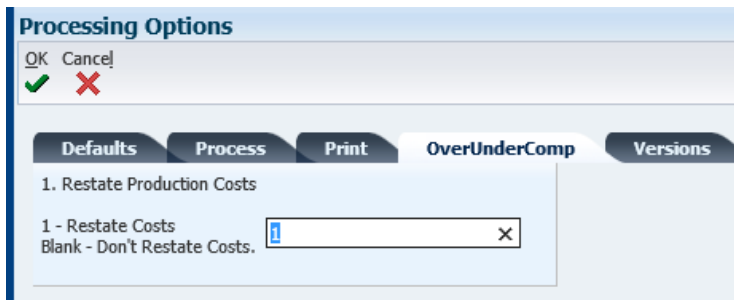 Processing Options
OK Cancel
Defaults Process Print OverUnderComp Versions
1. Restate Production Costs
1 - Restate Costs
Blank - Don't Restate Costs.
1